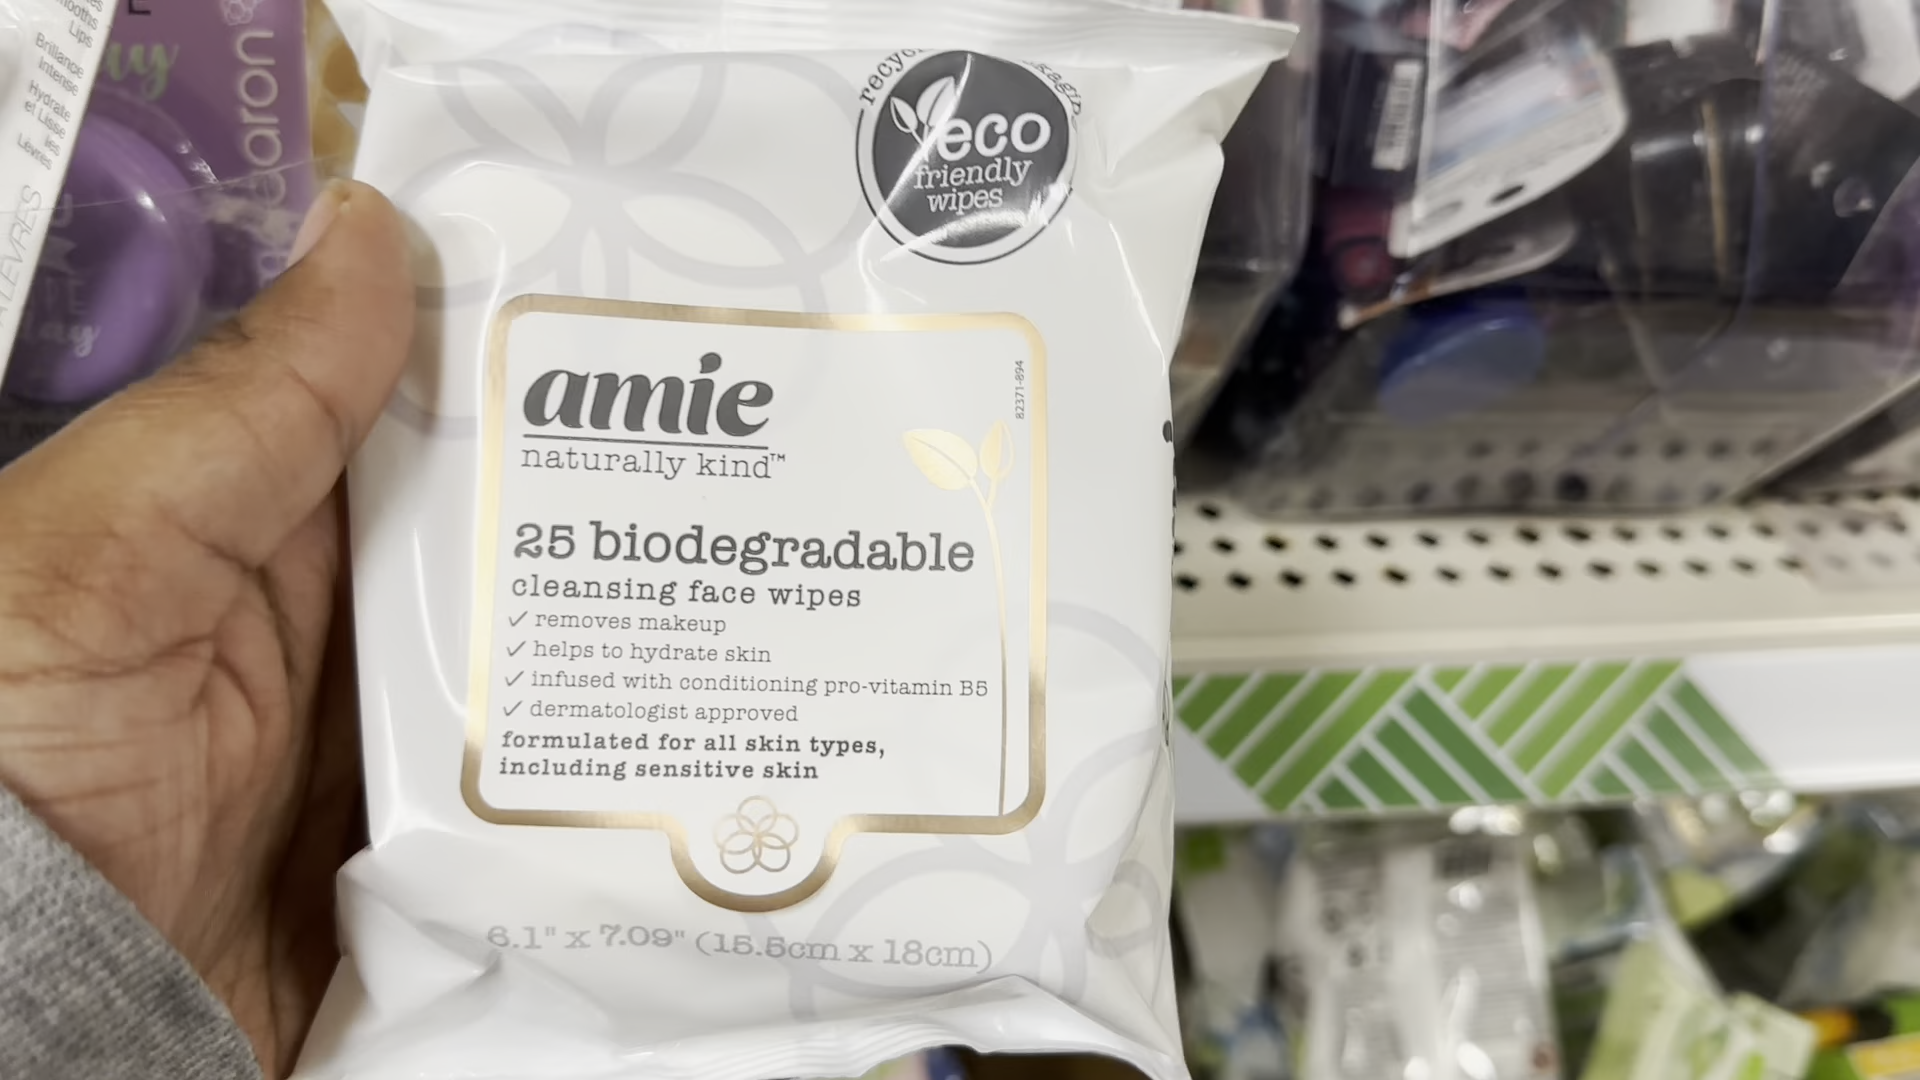 Lips
Brillance
Intense
Hydrate
et Lisse
les
Lèvres
eco
friendly
wipes
amie
naturally kind™
82371-894
25 biodegradable
cleansing face wipes
✓ removes makeup
✓ helps to hydrate skin
✓ infused with conditioning pro-vitamin B5
✓ dermatologist approved
formulated for all skin types,
including sensitive skin
6.1" x 7.09" (15.5cm x 18cm)